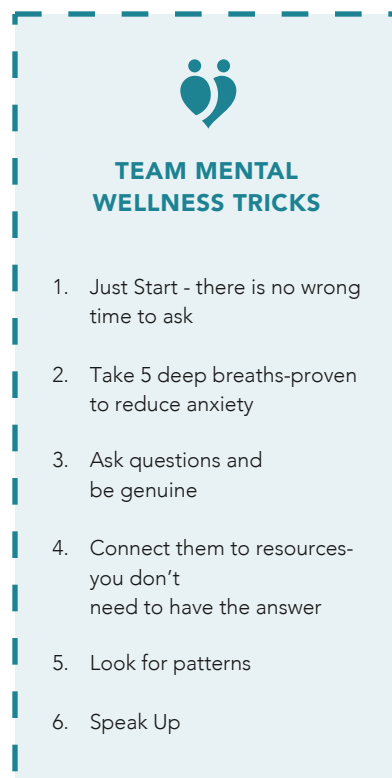 TEAM MENTAL
WELLNESS TRICKS
1. Just Start - there is no wrong
time to ask
2. Take 5 deep breaths-proven
to reduce anxiety
3. Ask questions and
be genuine
4. Connect them to resources-
you don’t
need to have the answer
5. Look for patterns
6. Speak Up